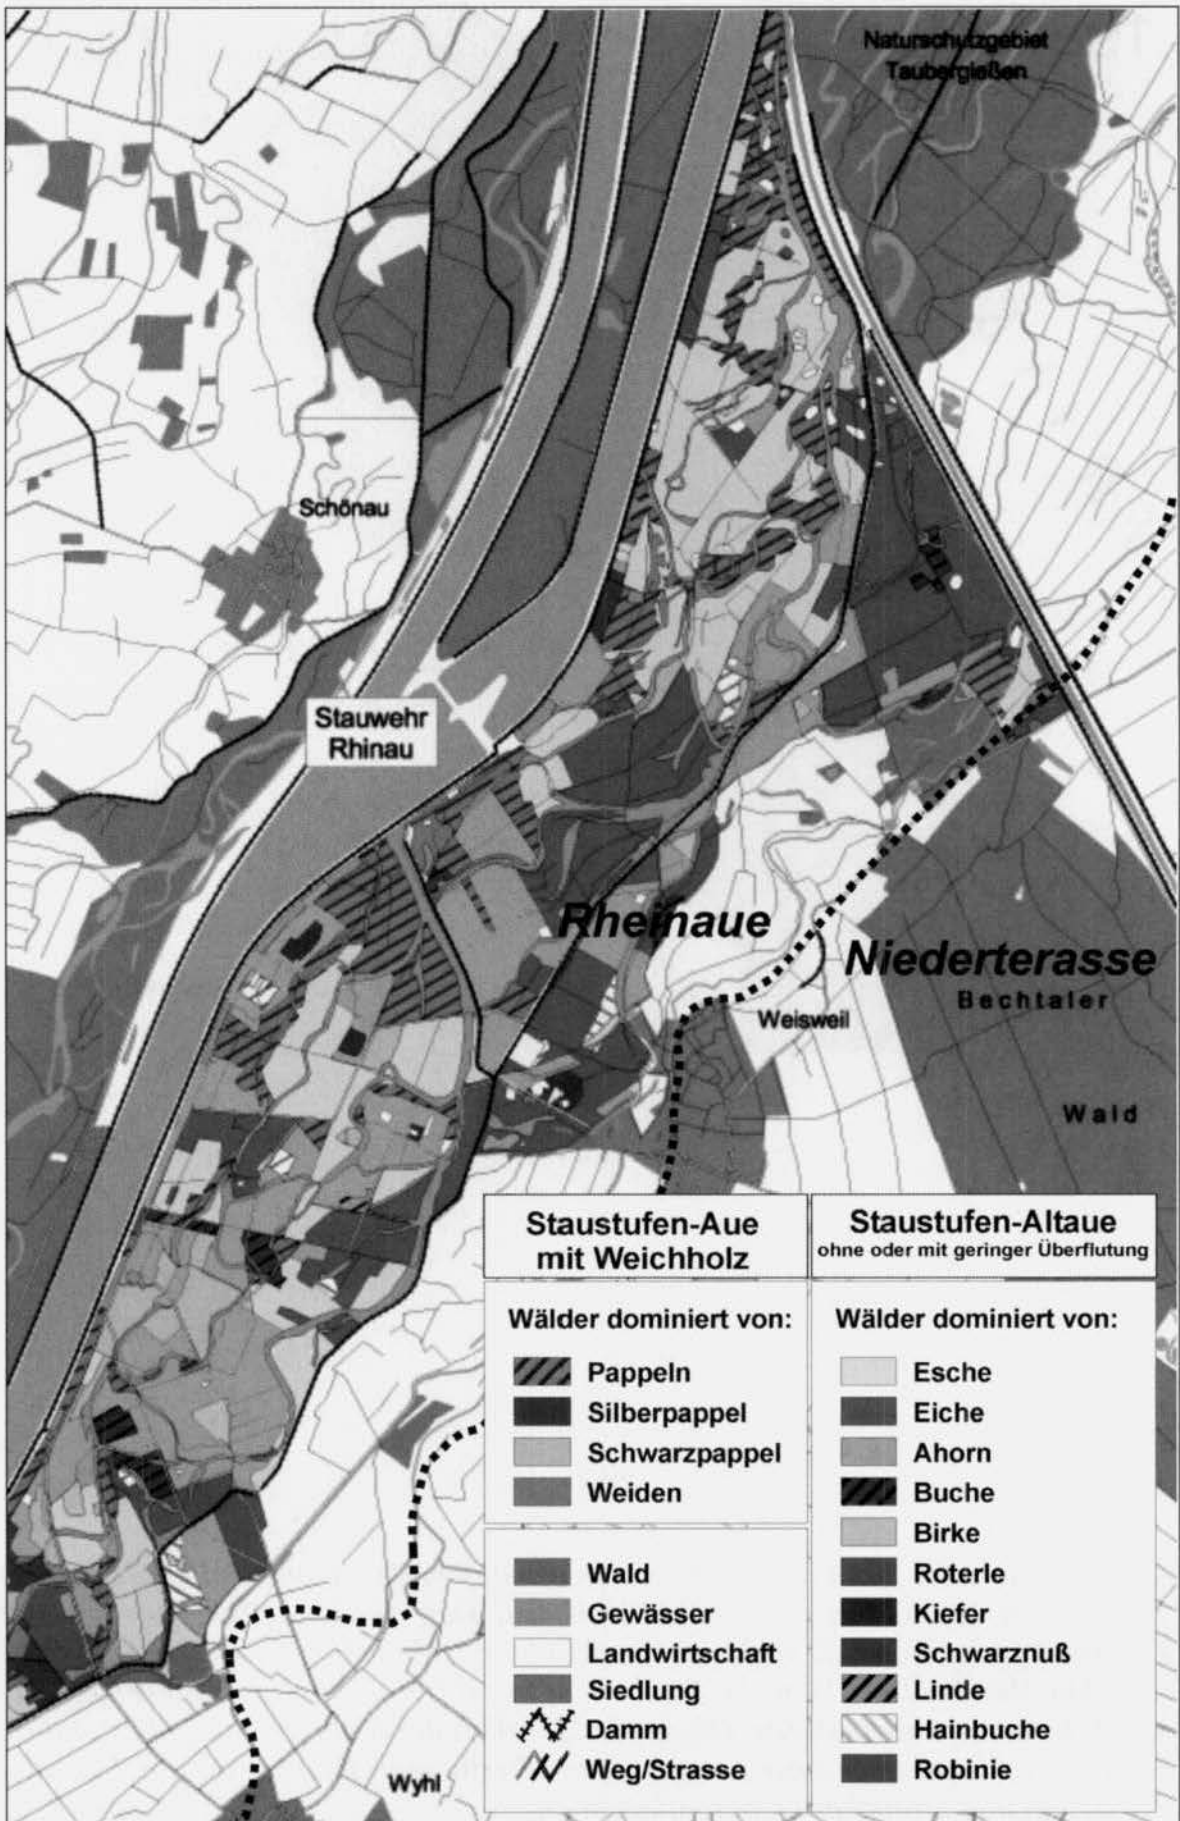 Naturschutzgebiet
Taubergießen
Schönau
Stauwehr
Rhinau
Rheinaue
Niederterasse
Bechtaler
Weisweil
Wald
Wyhl
Staustufen-Aue
mit Weichholz
Wälder dominiert von:
Pappeln
Silberpappel
Schwarzpappel
Weiden
Wald
Gewässer
Landwirtschaft
Siedlung
Damm
Weg/Strasse
Staustufen-Altaue
ohne oder mit geringer Überflutung
Wälder dominiert von:
Esche
Eiche
Ahorn
Buche
Birke
Roterle
Kiefer
Schwarznuß
Linde
Hainbuche
Robinie